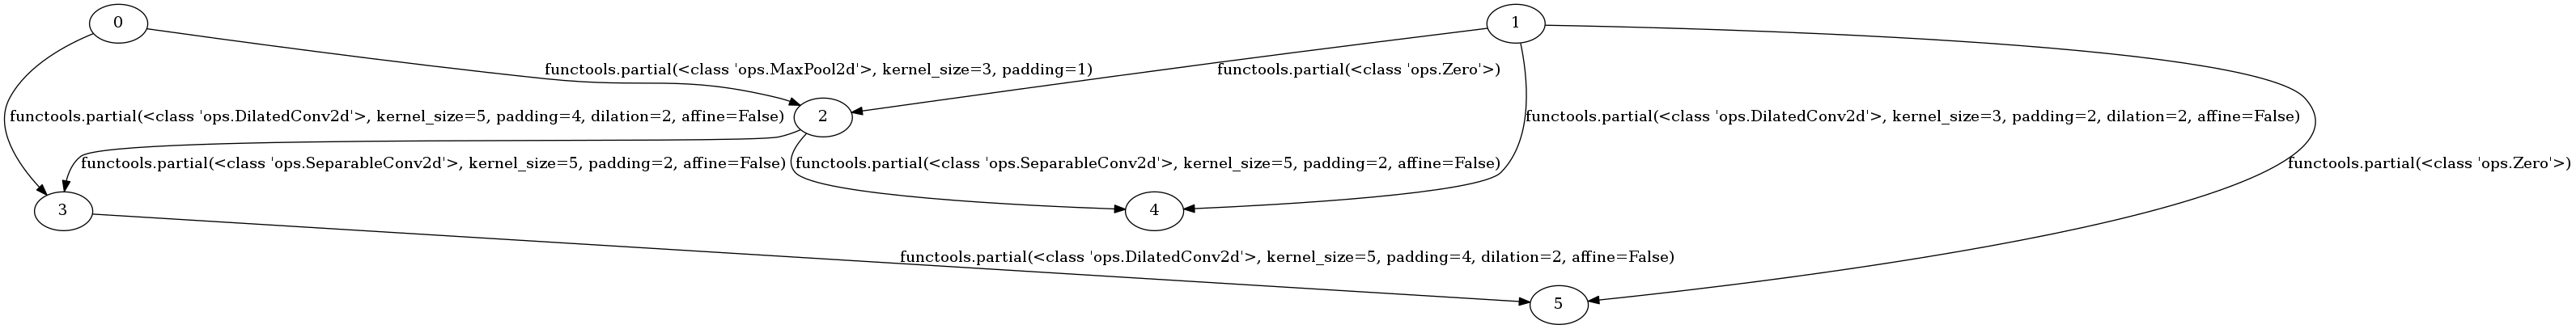 0
1
functools.partial(<class 'ops.MaxPool2d'>, kernel_size=3, padding=1)
functools.partial(<class 'ops.Zero'>)
functools.partial(<class 'ops.DilatedConv2d'>, kernel_size=5, padding=4, dilation=2, affine=False)
2
functools.partial(<class 'ops.DilatedConv2d'>, kernel_size=3, padding=2, dilation=2, affine=False)
functools.partial(<class 'ops.SeparableConv2d'>, kernel_size=5, padding=2, affine=False)
functools.partial(<class 'ops.SeparableConv2d'>, kernel_size=5, padding=2, affine=False)
functools.partial(<class 'ops.Zero'>)
3
4
functools.partial(<class 'ops.DilatedConv2d'>, kernel_size=5, padding=4, dilation=2, affine=False)
5